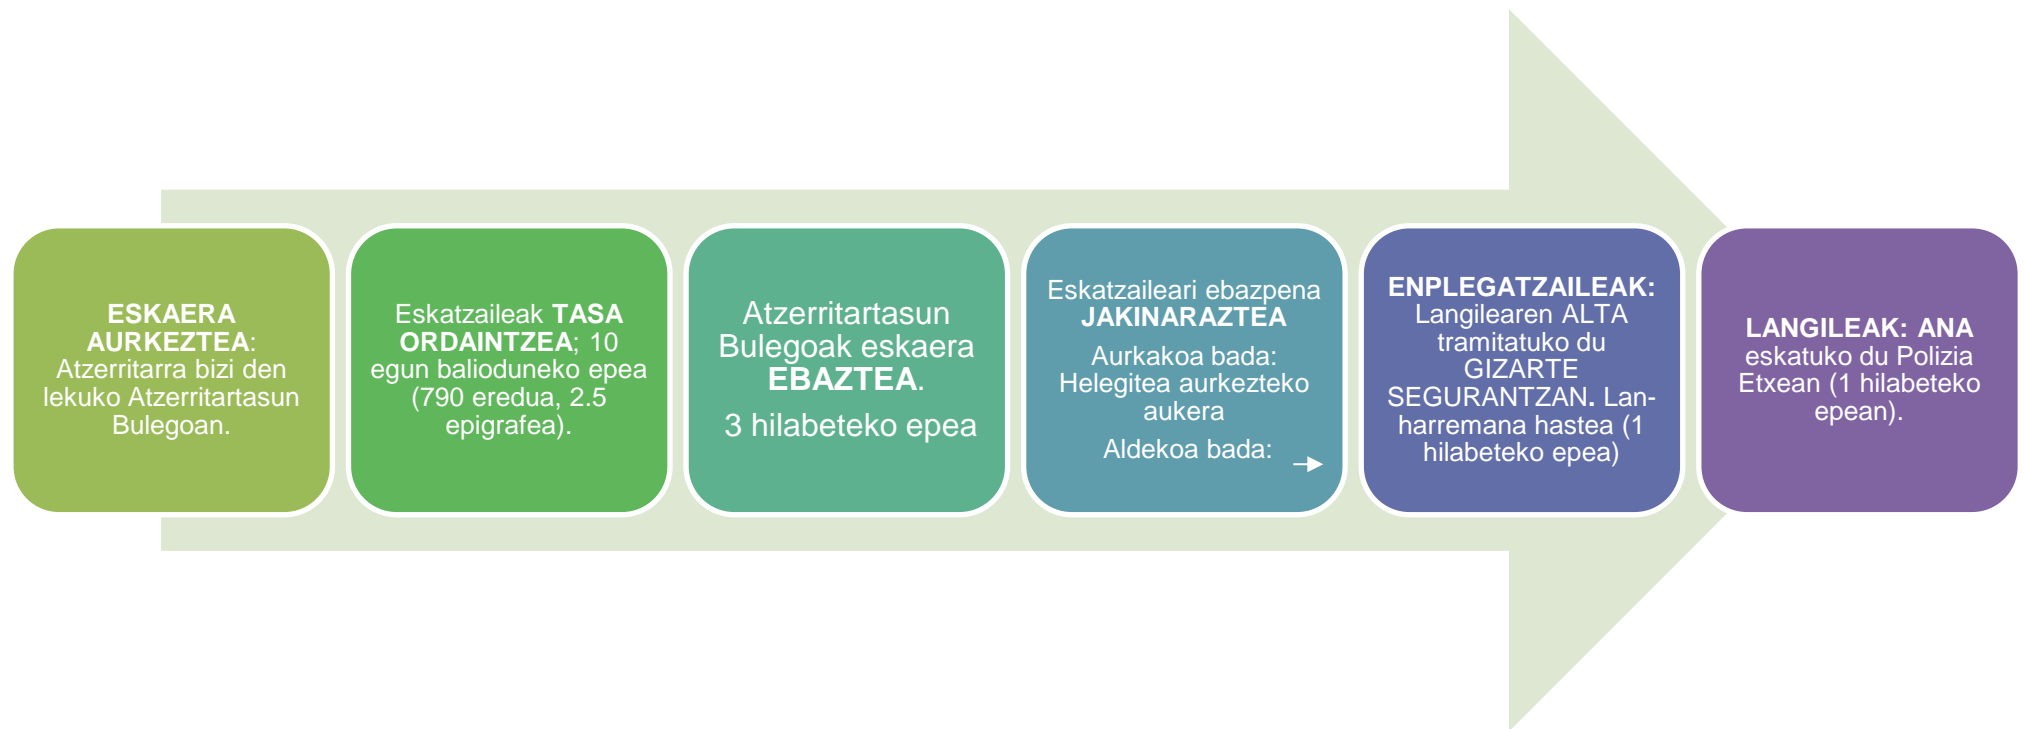 ESKAERA
AURKEZTEA:
Atzerritarra bizi den
lekuko Atzerritartasun
Bulegoan.
Eskatzaileak TASA
ORDAINTZEA; 10
egun balioduneko epea
(790 eredua, 2.5
epigrafea).
Atzerritartasun
Bulegoak eskaera
EBAZTEA.
3 hilabeteko epea
Eskatzaileari ebazpena
JAKINARAZTEA
Aurkakoa bada:
Helegitea aurkezteko
aukera
Aldekoa bada:
ENPLEGATZAILEAK:
Langilearen ALTA
tramitatuko du
GIZARTE
SEGURANTZAN. Lan-
harremana hastea (1
hilabeteko epea)
LANGILEAK: ANA
eskatuko du Polizia
Etxean (1 hilabeteko
epean).